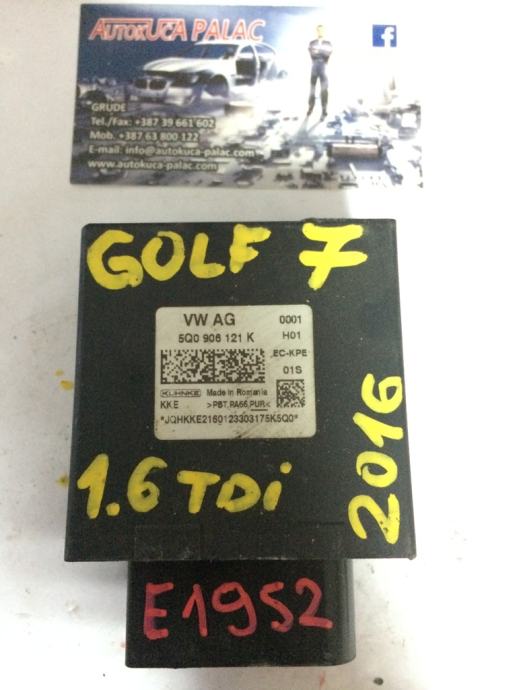 AUTOKUĆA PALAC
f
GRUDE
Tel./Fax: +387 39 661 602
Mob. +387 63 800 122
E-mail: info@autokuca-palac.com
www.autokuca-palac.com
GOLF 7
VW AG 0001
5Q0 906 121 K H01
EC-KPE
01S
KUHNKE Made in Romania
KKE >PBT,PA66,PUR<
*JQHKKE2160123303175K5Q0*
1.6 TDi
2016
E1952